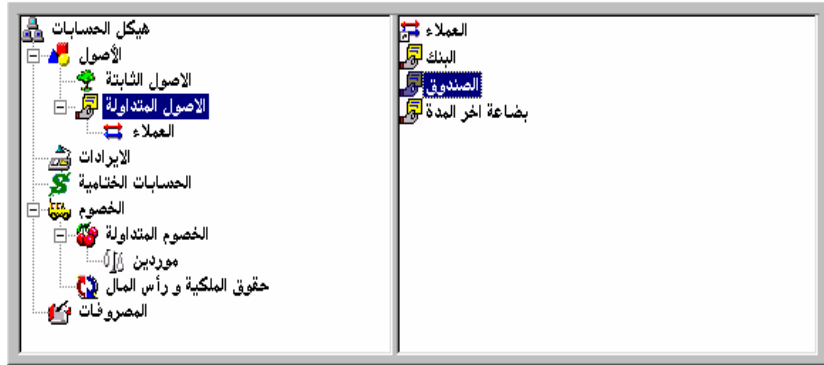 هيكل الحسابات
الأصول
الاصول الثابتة
الاصول المتداولة
العملاء
الايرادات
الحسابات الختامية
الخصوم
الخصوم المتداولة
موردين
حقوق الملكية و رأس المال
المصروفات
العملاء
البنك
الصندوق
بضاعة اخر المدة